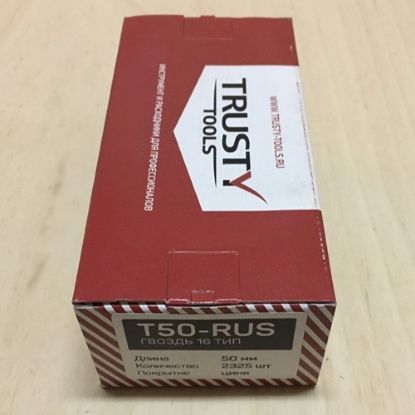 WWW.TRUSTY-TOOLS.RU
TRUSTY
TOOLS
ИНСТРУМЕНТ И РАСХОДНИКИ ДЛЯ ПРОФЕССИОНАЛОВ
T50-RUS
ГВОЗДЬ 16 ТИП
Длина 50 мм
Количество 2325 шт
Покрытие цинк